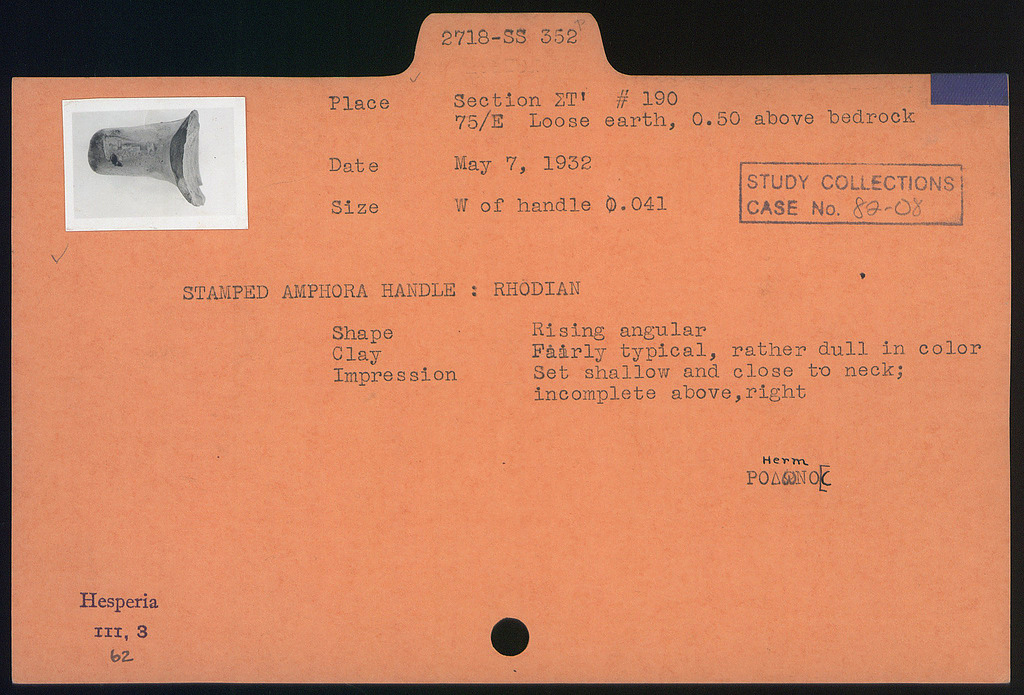 2718-SS 352 P
Place Section ΣΤ' # 190
75/E Loose earth, 0.50 above bedrock
Date May 7, 1932
Size W of handle 0.041
STUDY COLLECTIONS
CASE No. 82-08
STAMPED AMPHORA HANDLE : RHODIAN
Shape Rising angular
Clay Fairly typical, rather dull in color
Impression Set shallow and close to neck;
incomplete above,right
Herm
ΡΟΔΩΝΟ[C
Hesperia
III, 3
62